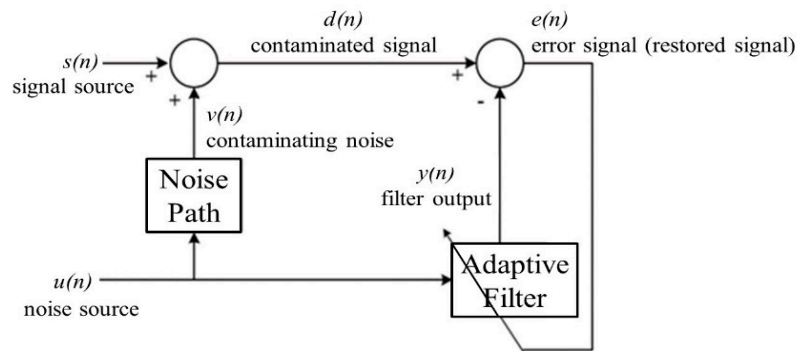 d(n)
contaminated signal
e(n)
error signal (restored signal)
s(n)
signal source
+
+
+
-
v(n)
contaminating noise
Noise
Path
y(n)
filter output
u(n)
noise source
Adaptive
Filter